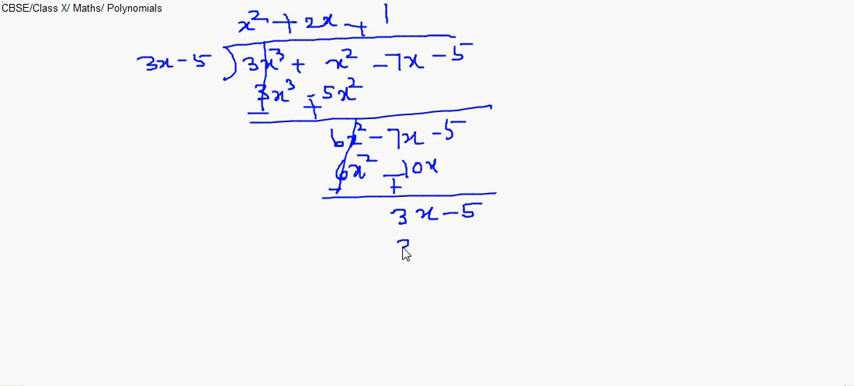 CBSE/Class X/ Maths/ Polynomials
x² + 2x + 1
3x - 5 ) 3x³ + x² - 7x - 5
3x³ - 5x²
- +
6x² - 7x - 5
6x² - 10x
- +
3x - 5
3